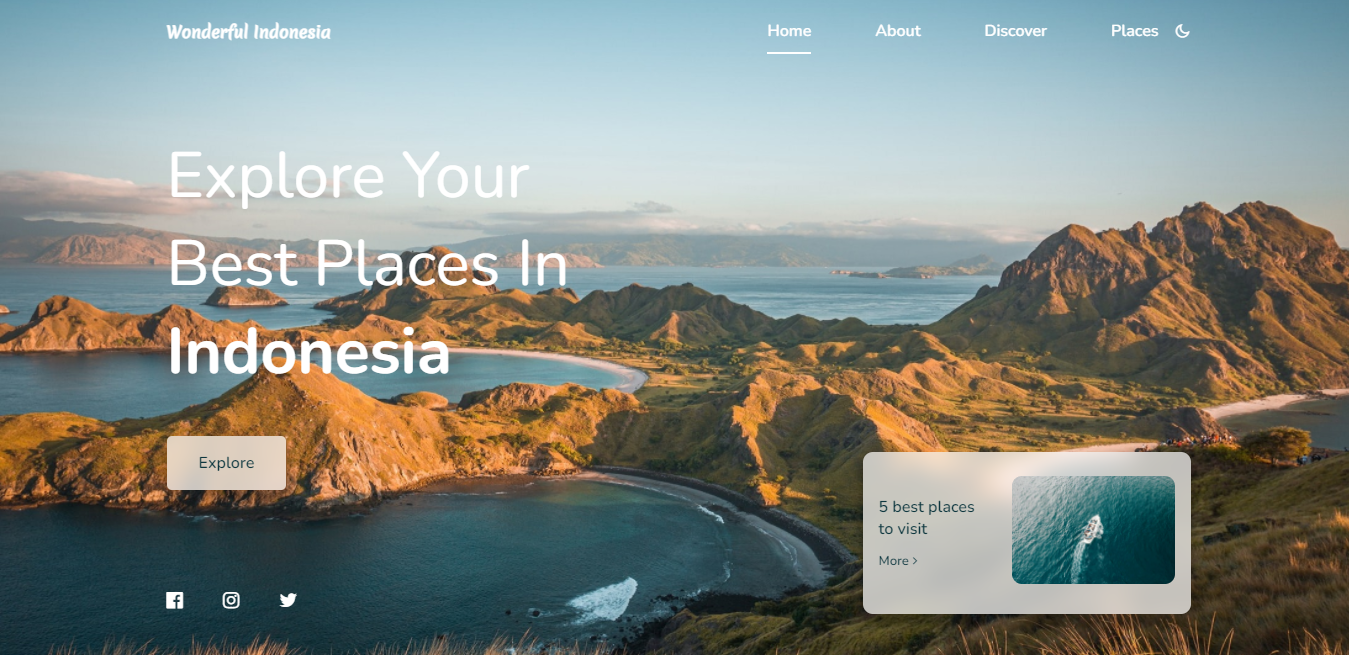 Wonderful Indonesia
Home About Discover Places
Explore Your
Best Places In
Indonesia
Explore
5 best places
to visit
More